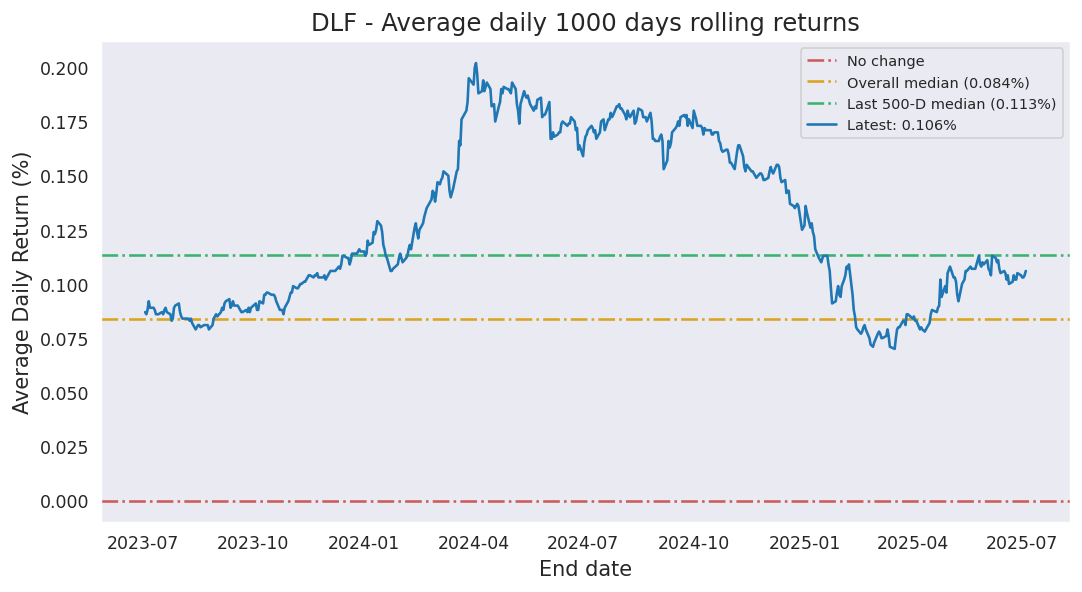 DLF - Average daily 1000 days rolling returns
No change
Overall median (0.084%)
Last 500-D median (0.113%)
Latest: 0.106%
Average Daily Return (%)
0.200
0.175
0.150
0.125
0.100
0.075
0.050
0.025
0.000
2023-07 2023-10 2024-01 2024-04 2024-07 2024-10 2025-01 2025-04 2025-07
End date